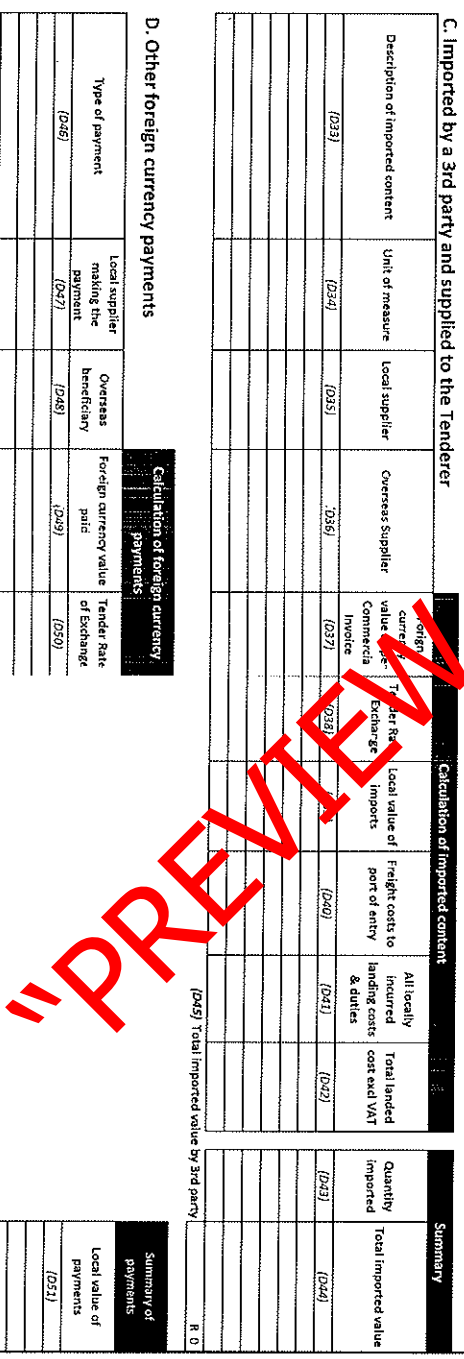 C. Imported by a 3rd party and supplied to the Tenderer
Calculation of imported content
Summary
Description of imported content
Unit of measure
Local supplier
Overseas Supplier
value
Commercia
Invoice
Exchange
Local value of
imports
Freight costs to
port of entry
All locally
incurred
landing costs
& duties
Total landed
cost excl VAT
Quantity
imported
Total imported value
(D33)
(D34)
(D35)
(D36)
(D37)
(D38)
(D40)
(D41)
(D42)
(D43)
(D44)
(D45) Total imported value by 3rd party
R 0
D. Other foreign currency payments
Calculation of foreign currency
payments
Summary of
payments
Type of payment
Local supplier
making the
payment
Overseas
beneficiary
Foreign currency value
paid
Tender Rate
of Exchange
Local value of
payments
(D46)
(D47)
(D48)
(D49)
(D50)
(D51)
"PREVIEW